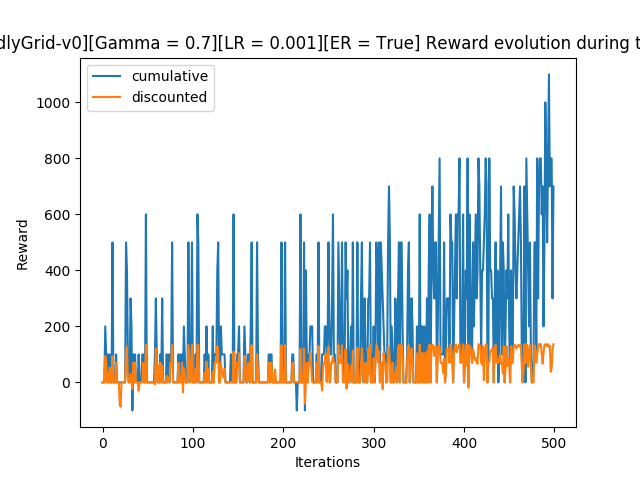 dlyGrid-v0][Gamma = 0.7][LR = 0.001][ER = True] Reward evolution during t
cumulative
discounted
1000
800
600
400
200
0
Reward
0 100 200 300 400 500
Iterations